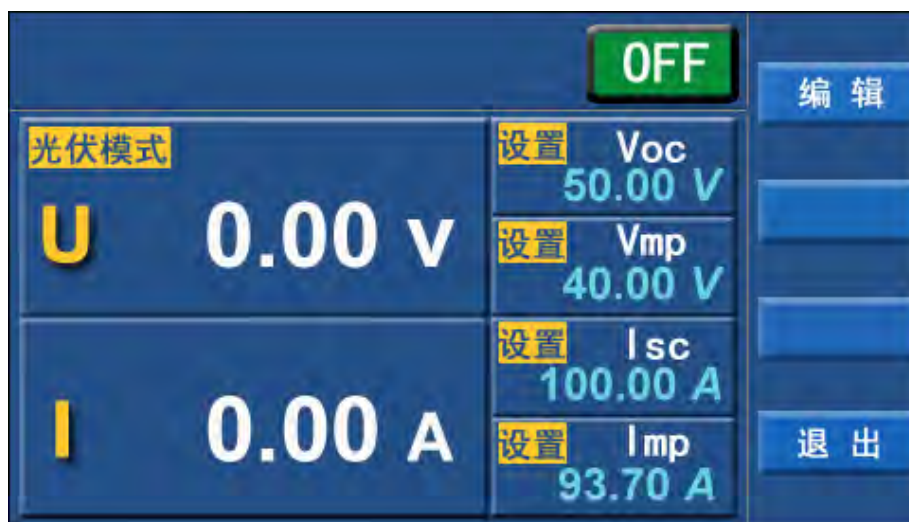 OFF
编 辑
光伏模式
U 0.00 V
设置 Voc
50.00 V
设置 Vmp
40.00 V
I 0.00 A
设置 Isc
100.00 A
设置 Imp
93.70 A
退 出